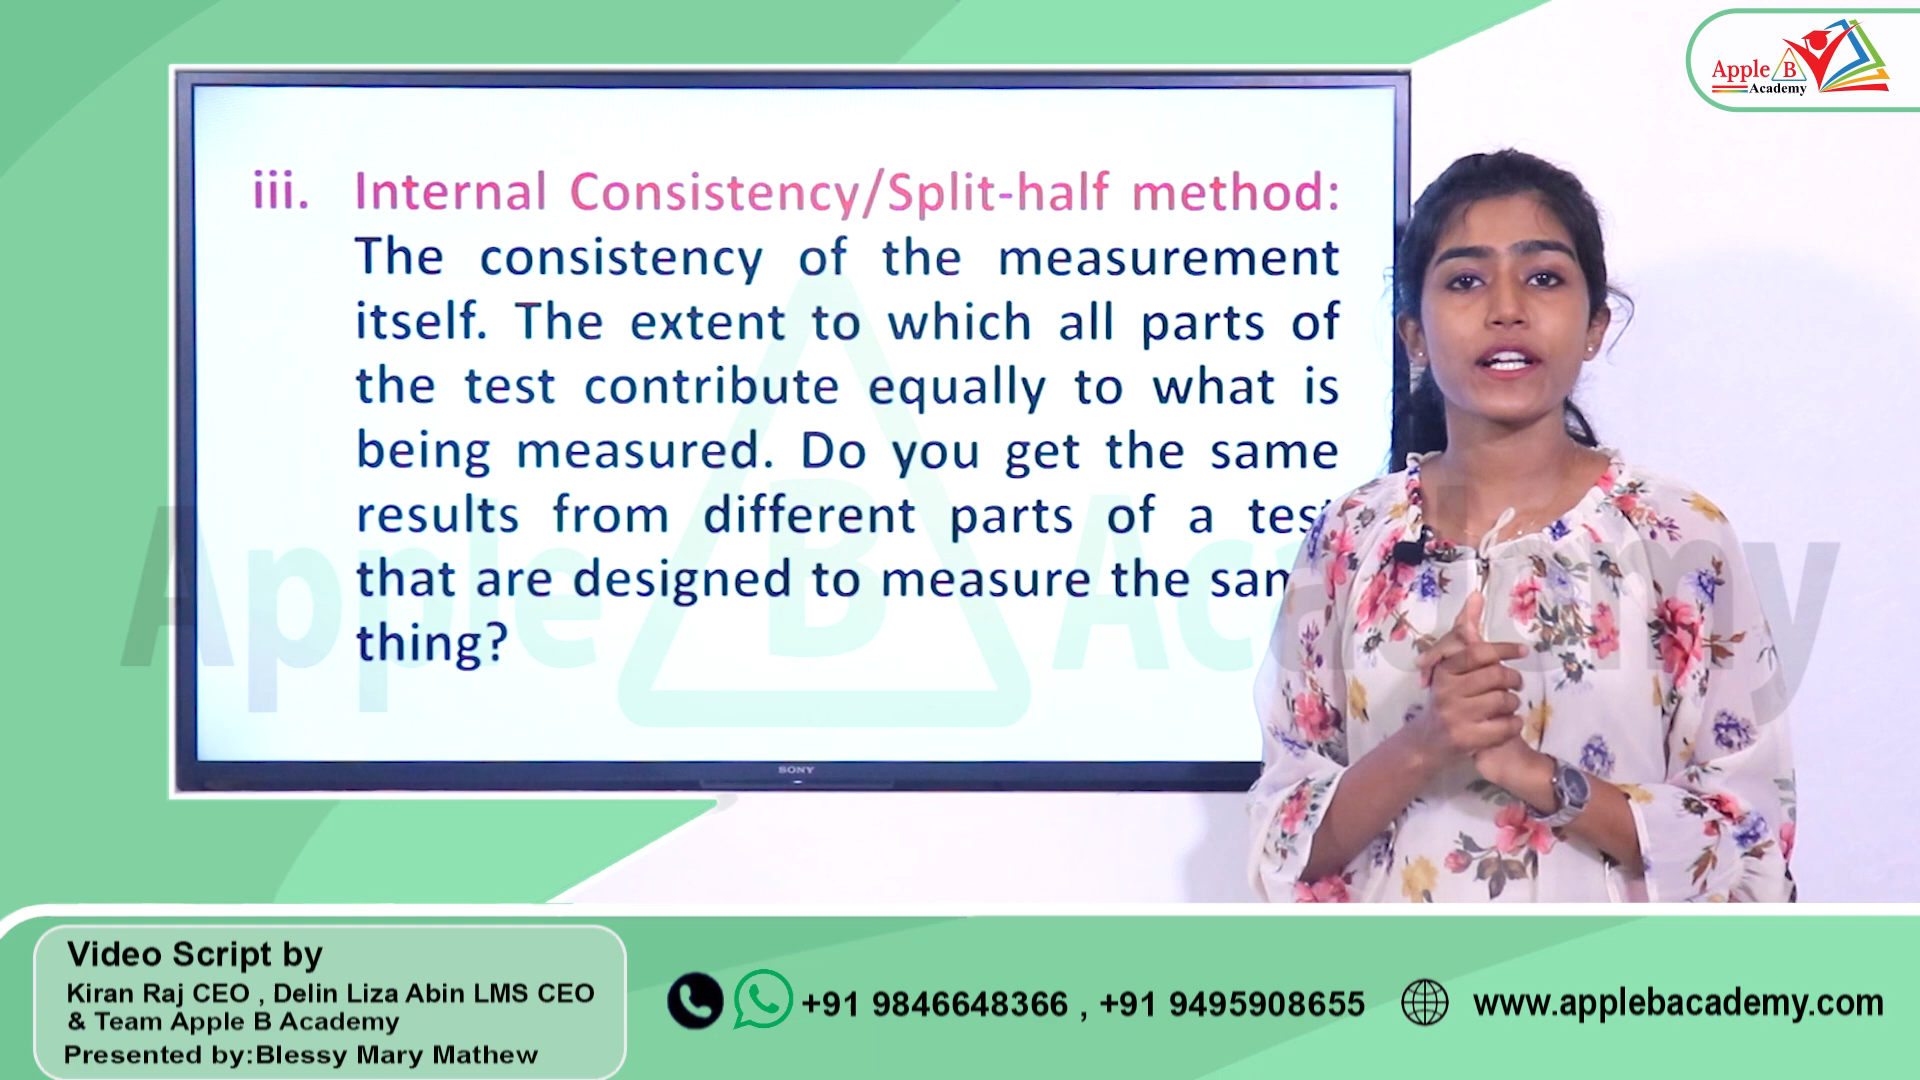 Apple B
Academy
iii. Internal Consistency/Split-half method:
The consistency of the measurement
itself. The extent to which all parts of
the test contribute equally to what is
being measured. Do you get the same
results from different parts of a test
that are designed to measure the
thing?
Apple B Academy
SONY
Video Script by
Kiran Raj CEO , Delin Liza Abin LMS CEO
& Team Apple B Academy
Presented by:Blessy Mary Mathew
+91 9846648366 , +91 9495908655
www.applebacademy.com